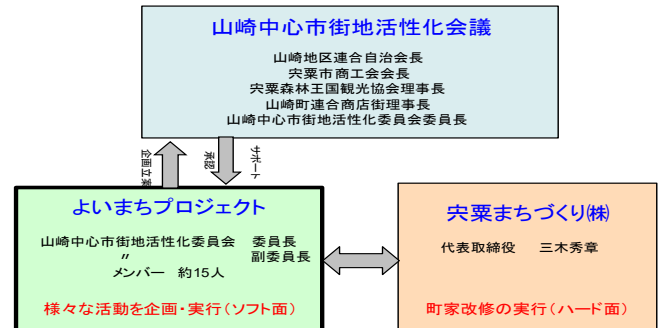 山崎中心市街地活性化会議
山崎地区連合自治会長
宍粟市商工会会長
宍粟森林王国観光協会理事長
山崎町連合商店街理事長
山崎中心市街地活性化委員会委員長
企画立案
承認
サポート
よいまちプロジェクト
山崎中心市街地活性化委員会 委員長
〃 副委員長
メンバー 約15人
様々な活動を企画・実行(ソフト面)
宍粟まちづくり㈱
代表取締役 三木秀章
町家改修の実行(ハード面)